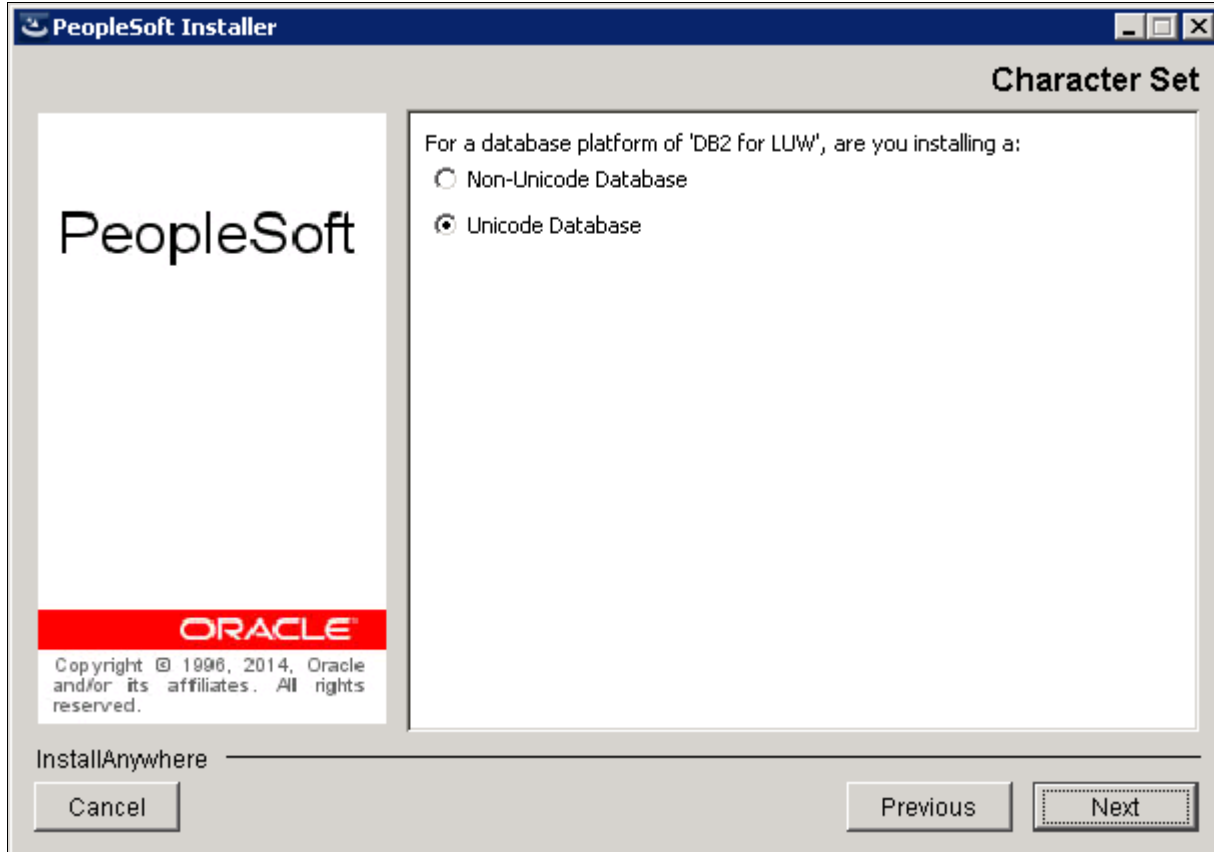 PeopleSoft Installer
Character Set
For a database platform of 'DB2 for LUW', are you installing a:
Non-Unicode Database
Unicode Database
PeopleSoft
ORACLE
Copyright © 1996, 2014, Oracle
and/or its affiliates. All rights
reserved.
InstallAnywhere
Cancel
Previous
Next